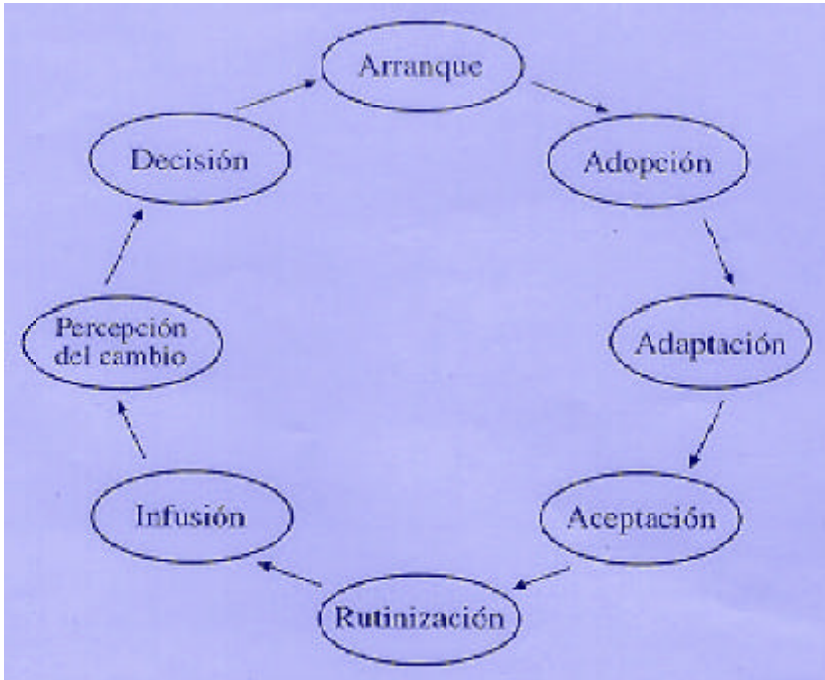 Arranque
Adopción
Adaptación
Aceptación
Rutinización
Infusión
Percepción
del cambio
Decisión